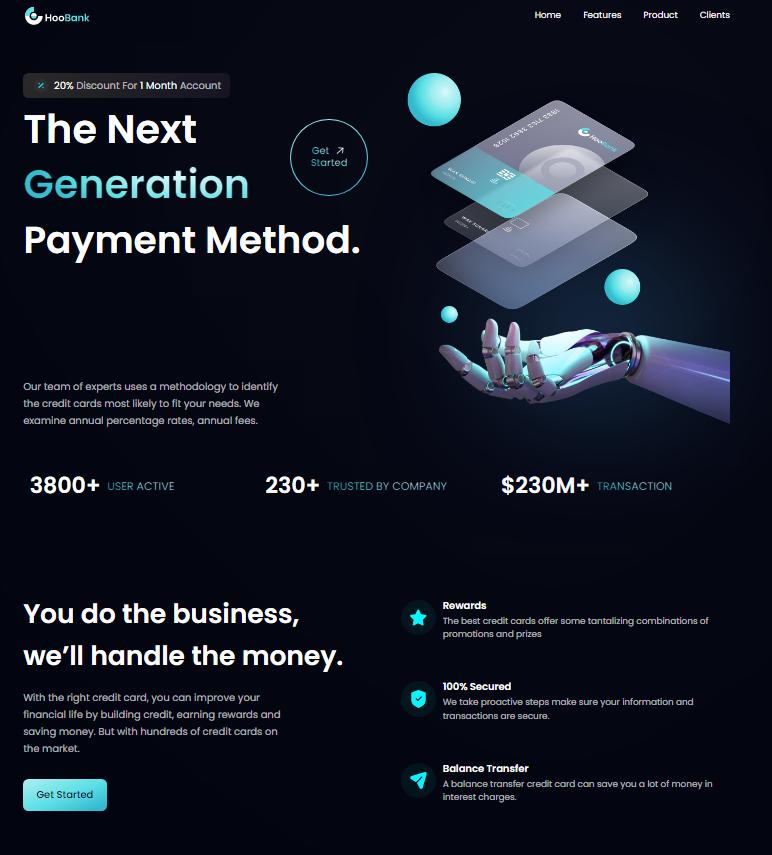 HooBank
Home Features Product Clients
20% Discount For 1 Month Account
The Next
Generation
Payment Method.
Get
Started
HooBank
Our team of experts uses a methodology to identify
the credit cards most likely to fit your needs. We
examine annual percentage rates, annual fees.
3800+ USER ACTIVE
230+ TRUSTED BY COMPANY
$230M+ TRANSACTION
You do the business,
we’ll handle the money.
With the right credit card, you can improve your
financial life by building credit, earning rewards and
saving money. But with hundreds of credit cards on
the market.
Get Started
Rewards
The best credit cards offer some tantalizing combinations of
promotions and prizes
100% Secured
We take proactive steps make sure your information and
transactions are secure.
Balance Transfer
A balance transfer credit card can save you a lot of money in
interest charges.